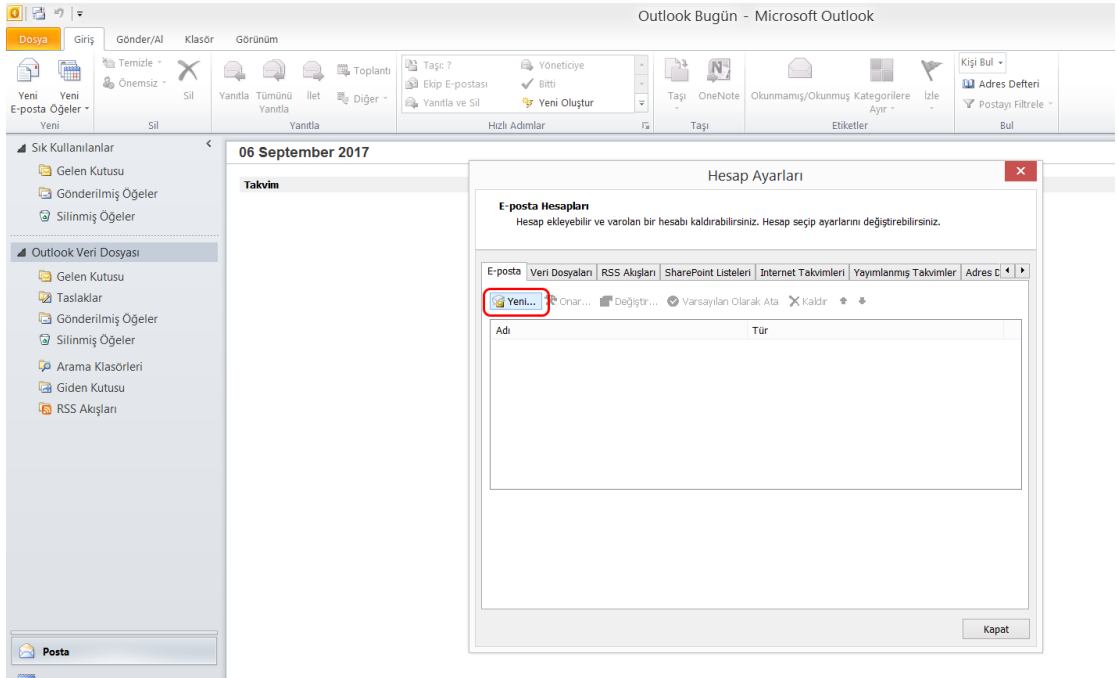 Outlook Bugün - Microsoft Outlook
Dosya Giriş Gönder/Al Klasör Görünüm
Yeni E-posta
Yeni Öğeler
Yeni
Temizle
Önemsiz
Sil
Sil
Yanıtla
Tümünü Yanıtla
İlet
Toplantı
Diğer
Yanıtla
Taşı: ?
Ekip E-postası
Yanıtla ve Sil
Yöneticiye
Bitti
Yeni Oluştur
Hızlı Adımlar
Taşı
OneNote
Taşı
Okunmamış/Okunmuş
Kategorilere Ayır
İzle
Etiketler
Kişi Bul
Adres Defteri
Postayı Filtrele
Bul
Sık Kullanılanlar
Gelen Kutusu
Gönderilmiş Öğeler
Silinmiş Öğeler
Outlook Veri Dosyası
Gelen Kutusu
Taslaklar
Gönderilmiş Öğeler
Silinmiş Öğeler
Arama Klasörleri
Giden Kutusu
RSS Akışları
Posta
06 September 2017
Takvim
Hesap Ayarları
E-posta Hesapları
Hesap ekleyebilir ve varolan bir hesabı kaldırabilirsiniz. Hesap seçip ayarlarını değiştirebilirsiniz.
E-posta Veri Dosyaları RSS Akışları SharePoint Listeleri Internet Takvimleri Yayımlanmış Takvimler Adres D
Yeni... Onar... Değiştir... Varsayılan Olarak Ata Kaldır
Adı Tür
Kapat